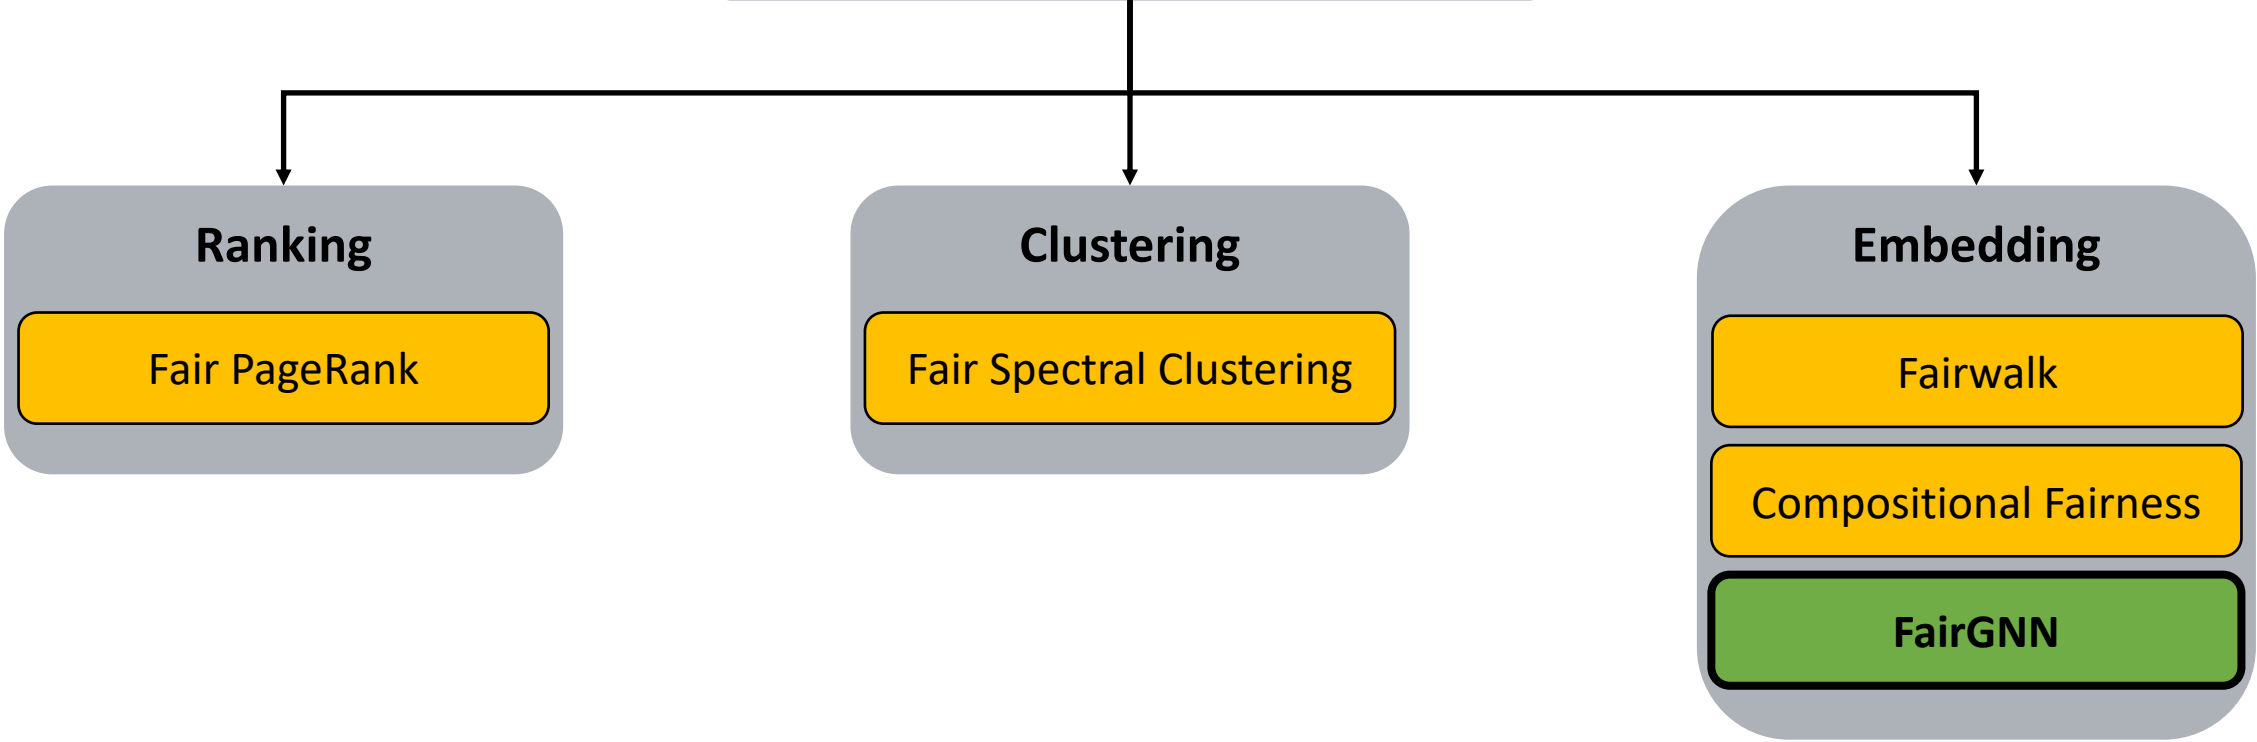 Ranking
Fair PageRank
Clustering
Fair Spectral Clustering
Embedding
Fairwalk
Compositional Fairness
FairGNN